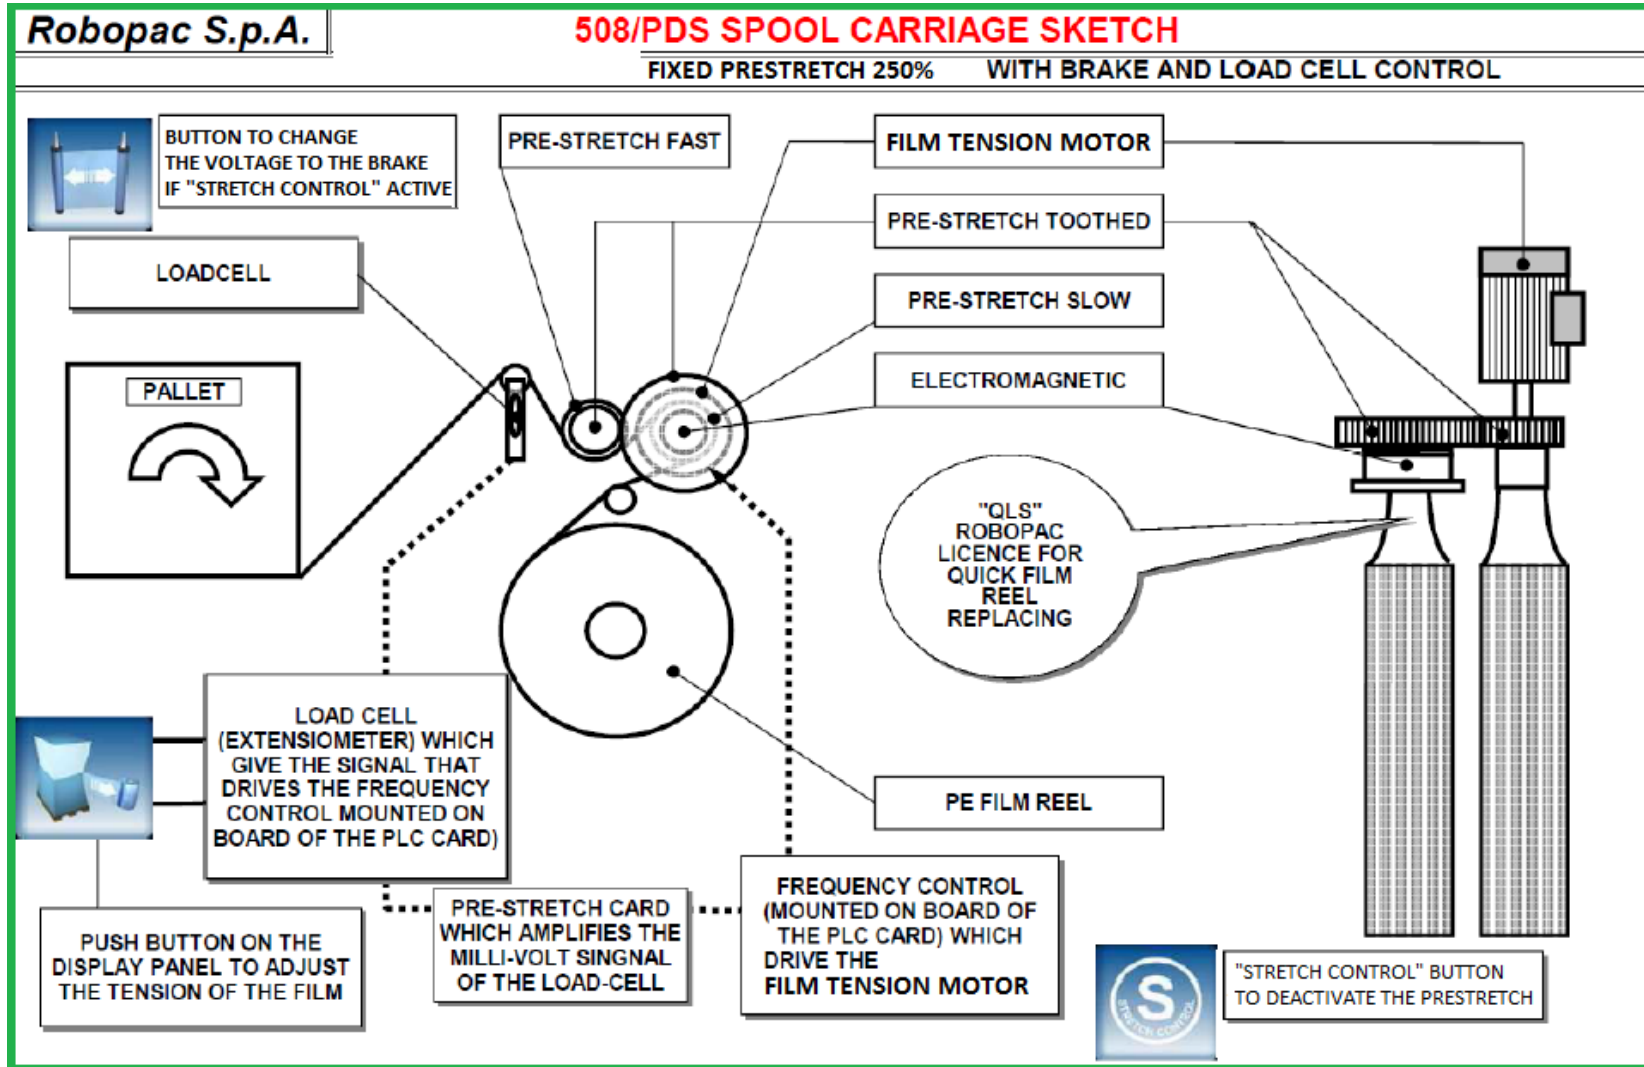 Robopac S.p.A.
508/PDS SPOOL CARRIAGE SKETCH
FIXED PRESTRETCH 250% WITH BRAKE AND LOAD CELL CONTROL
BUTTON TO CHANGE
THE VOLTAGE TO THE BRAKE
IF "STRETCH CONTROL" ACTIVE
PRE-STRETCH FAST
FILM TENSION MOTOR
PRE-STRETCH TOOTHED
LOADCELL
PRE-STRETCH SLOW
ELECTROMAGNETIC
PALLET
"QLS"
ROBOPAC
LICENCE FOR
QUICK FILM
REEL
REPLACING
LOAD CELL
(EXTENSIOMETER) WHICH
GIVE THE SIGNAL THAT
DRIVES THE FREQUENCY
CONTROL MOUNTED ON
BOARD OF THE PLC CARD)
PE FILM REEL
PUSH BUTTON ON THE
DISPLAY PANEL TO ADJUST
THE TENSION OF THE FILM
PRE-STRETCH CARD
WHICH AMPLIFIES THE
MILLI-VOLT SINGNAL
OF THE LOAD-CELL
FREQUENCY CONTROL
(MOUNTED ON BOARD OF
THE PLC CARD) WHICH
DRIVE THE
FILM TENSION MOTOR
S
STRETCH CONTROL
"STRETCH CONTROL" BUTTON
TO DEACTIVATE THE PRESTRETCH